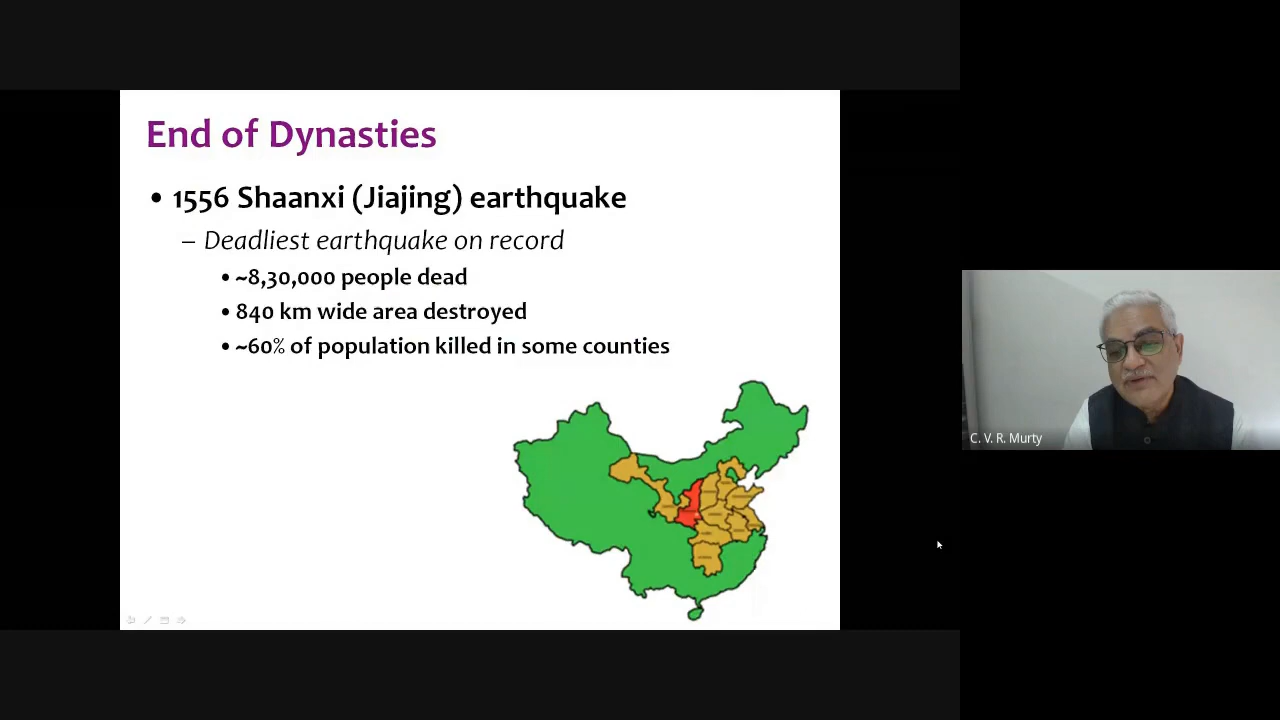 End of Dynasties
• 1556 Shaanxi (Jiajing) earthquake
– Deadliest earthquake on record
• ~8,30,000 people dead
• 840 km wide area destroyed
• ~60% of population killed in some counties
C. V. R. Murty